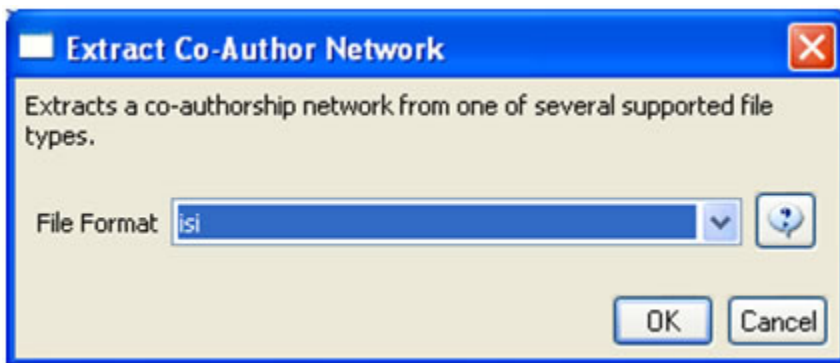 Extract Co-Author Network
Extracts a co-authorship network from one of several supported file
types.
File Format isi
?
OK Cancel